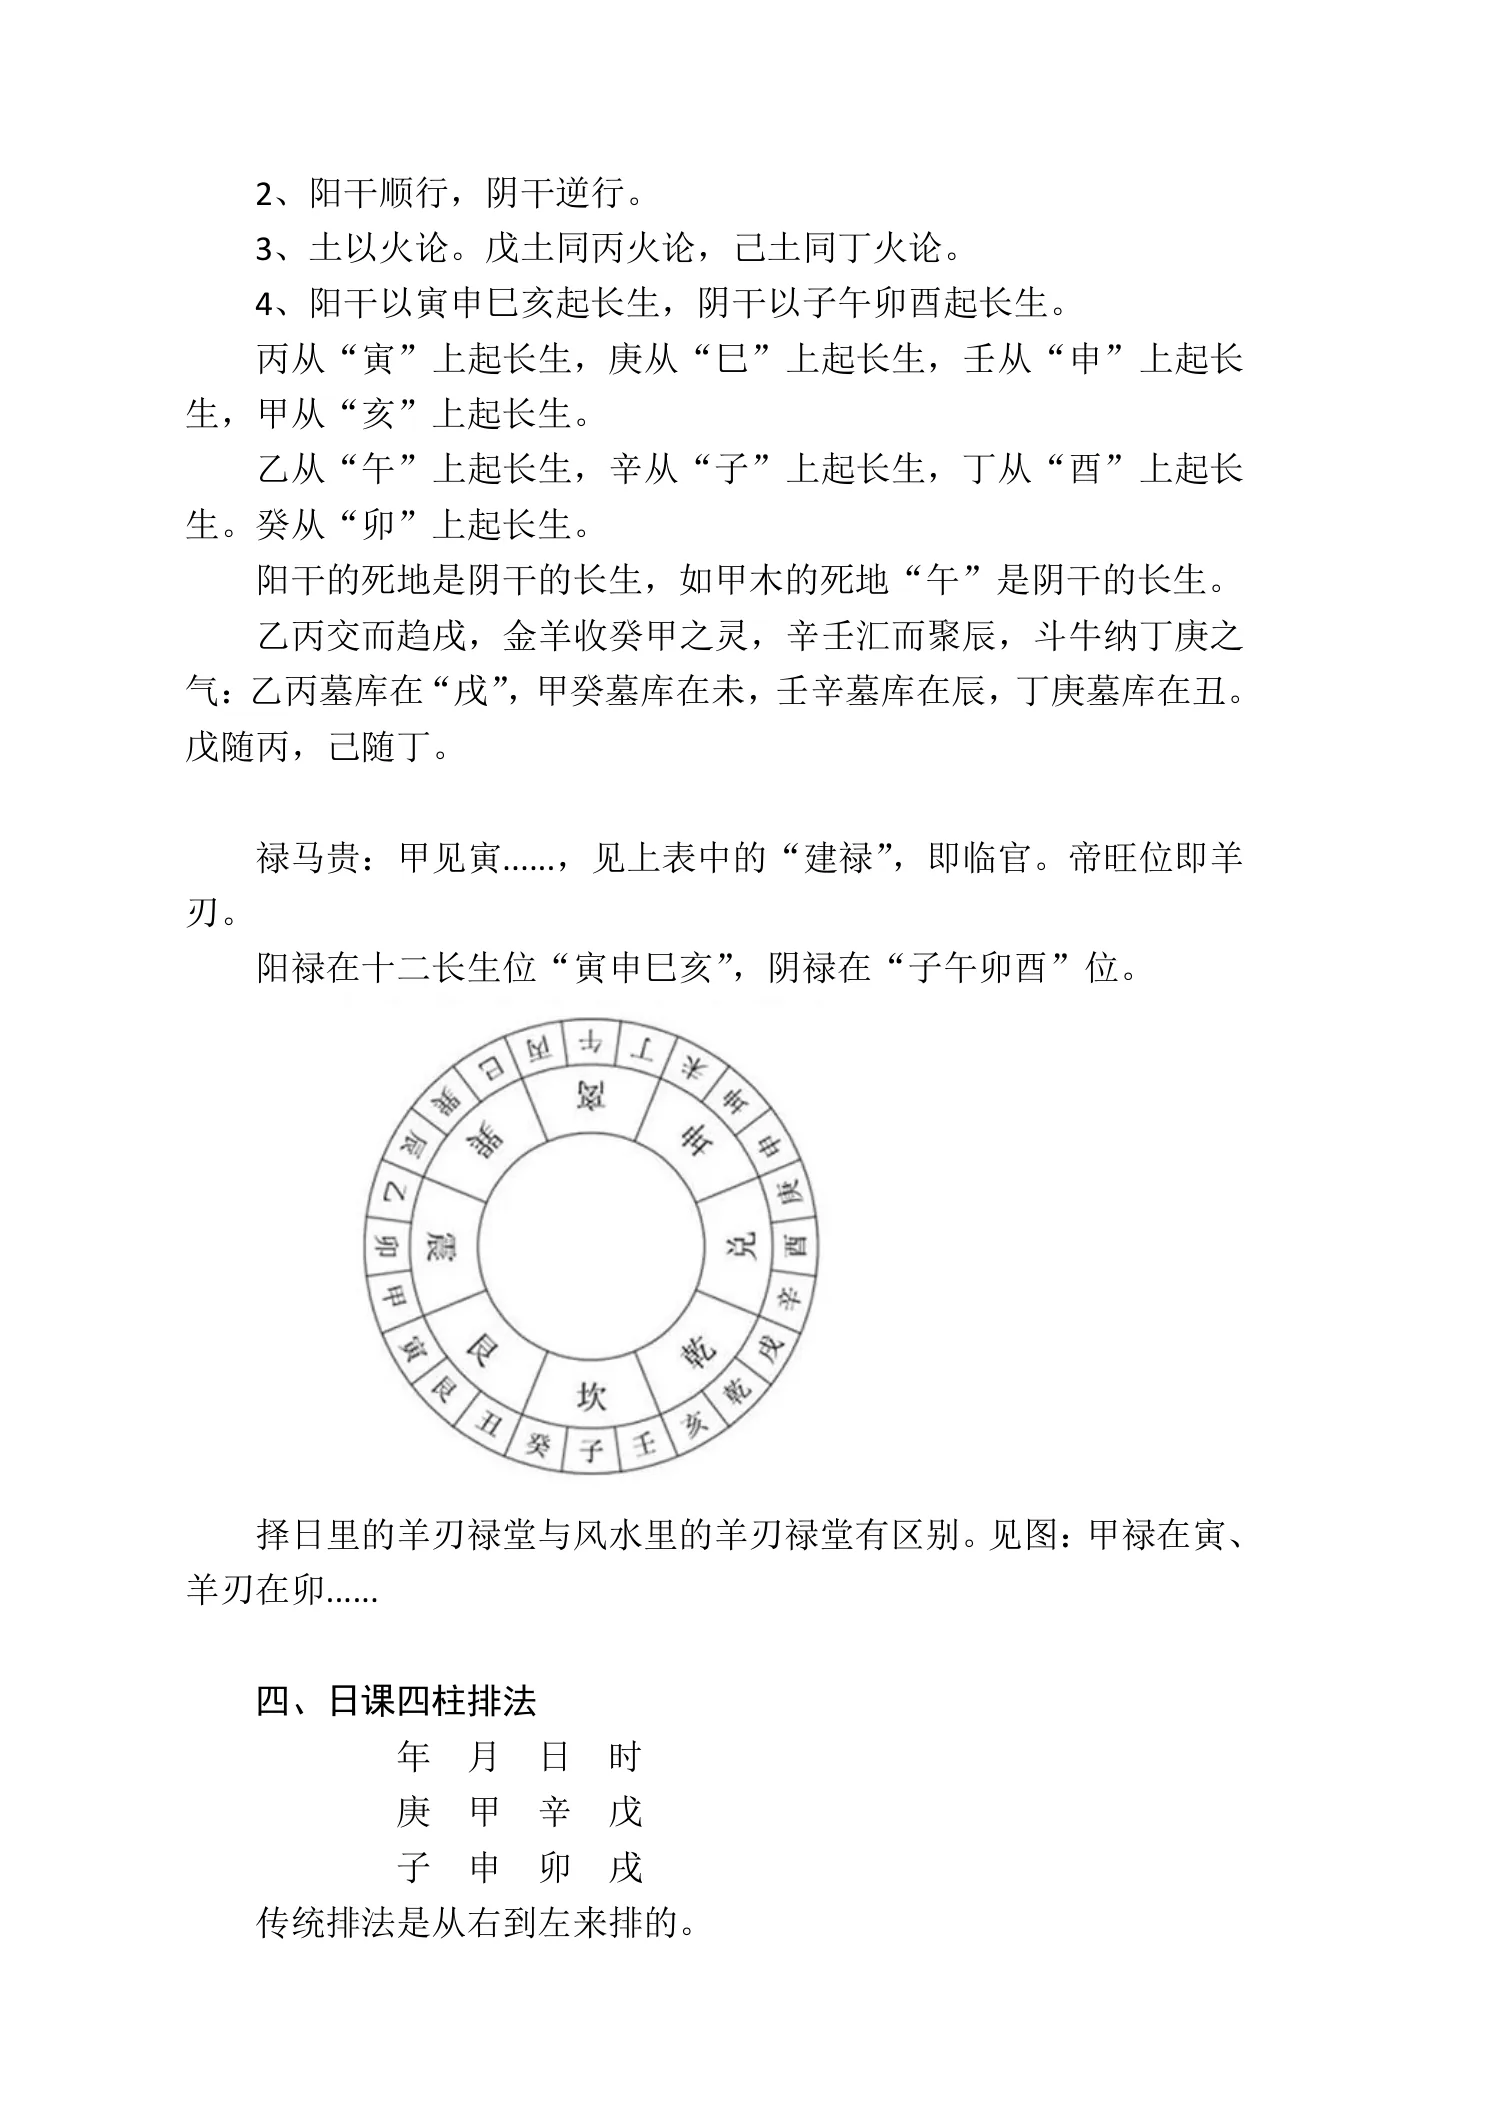 2、阳干顺行，阴干逆行。
3、土以火论。戊土同丙火论，己土同丁火论。
4、阳干以寅申巳亥起长生，阴干以子午卯酉起长生。
丙从“寅”上起长生，庚从“巳”上起长生，壬从“申”上起长
生，甲从“亥”上起长生。
乙从“午”上起长生，辛从“子”上起长生，丁从“酉”上起长
生。癸从“卯”上起长生。
阳干的死地是阴干的长生，如甲木的死地“午”是阴干的长生。
乙丙交而趋戌，金羊收癸甲之灵，辛壬汇而聚辰，斗牛纳丁庚之
气：乙丙墓库在“戌”，甲癸墓库在未，壬辛墓库在辰，丁庚墓库在丑。
戊随丙，己随丁。
禄马贵：甲见寅……，见上表中的“建禄”，即临官。帝旺位即羊
刃。
阳禄在十二长生位“寅申巳亥”，阴禄在“子午卯酉”位。
午
丁
未
坤
申
庚
酉
辛
戌
乾
亥
壬
子
癸
丑
艮
寅
甲
卯
乙
辰
巽
巳
丙
离
坤
兑
乾
坎
艮
震
巽
择日里的羊刃禄堂与风水里的羊刃禄堂有区别。见图：甲禄在寅、
羊刃在卯……
四、日课四柱排法
年 月 日 时
庚 甲 辛 戊
子 申 卯 戌
传统排法是从右到左来排的。